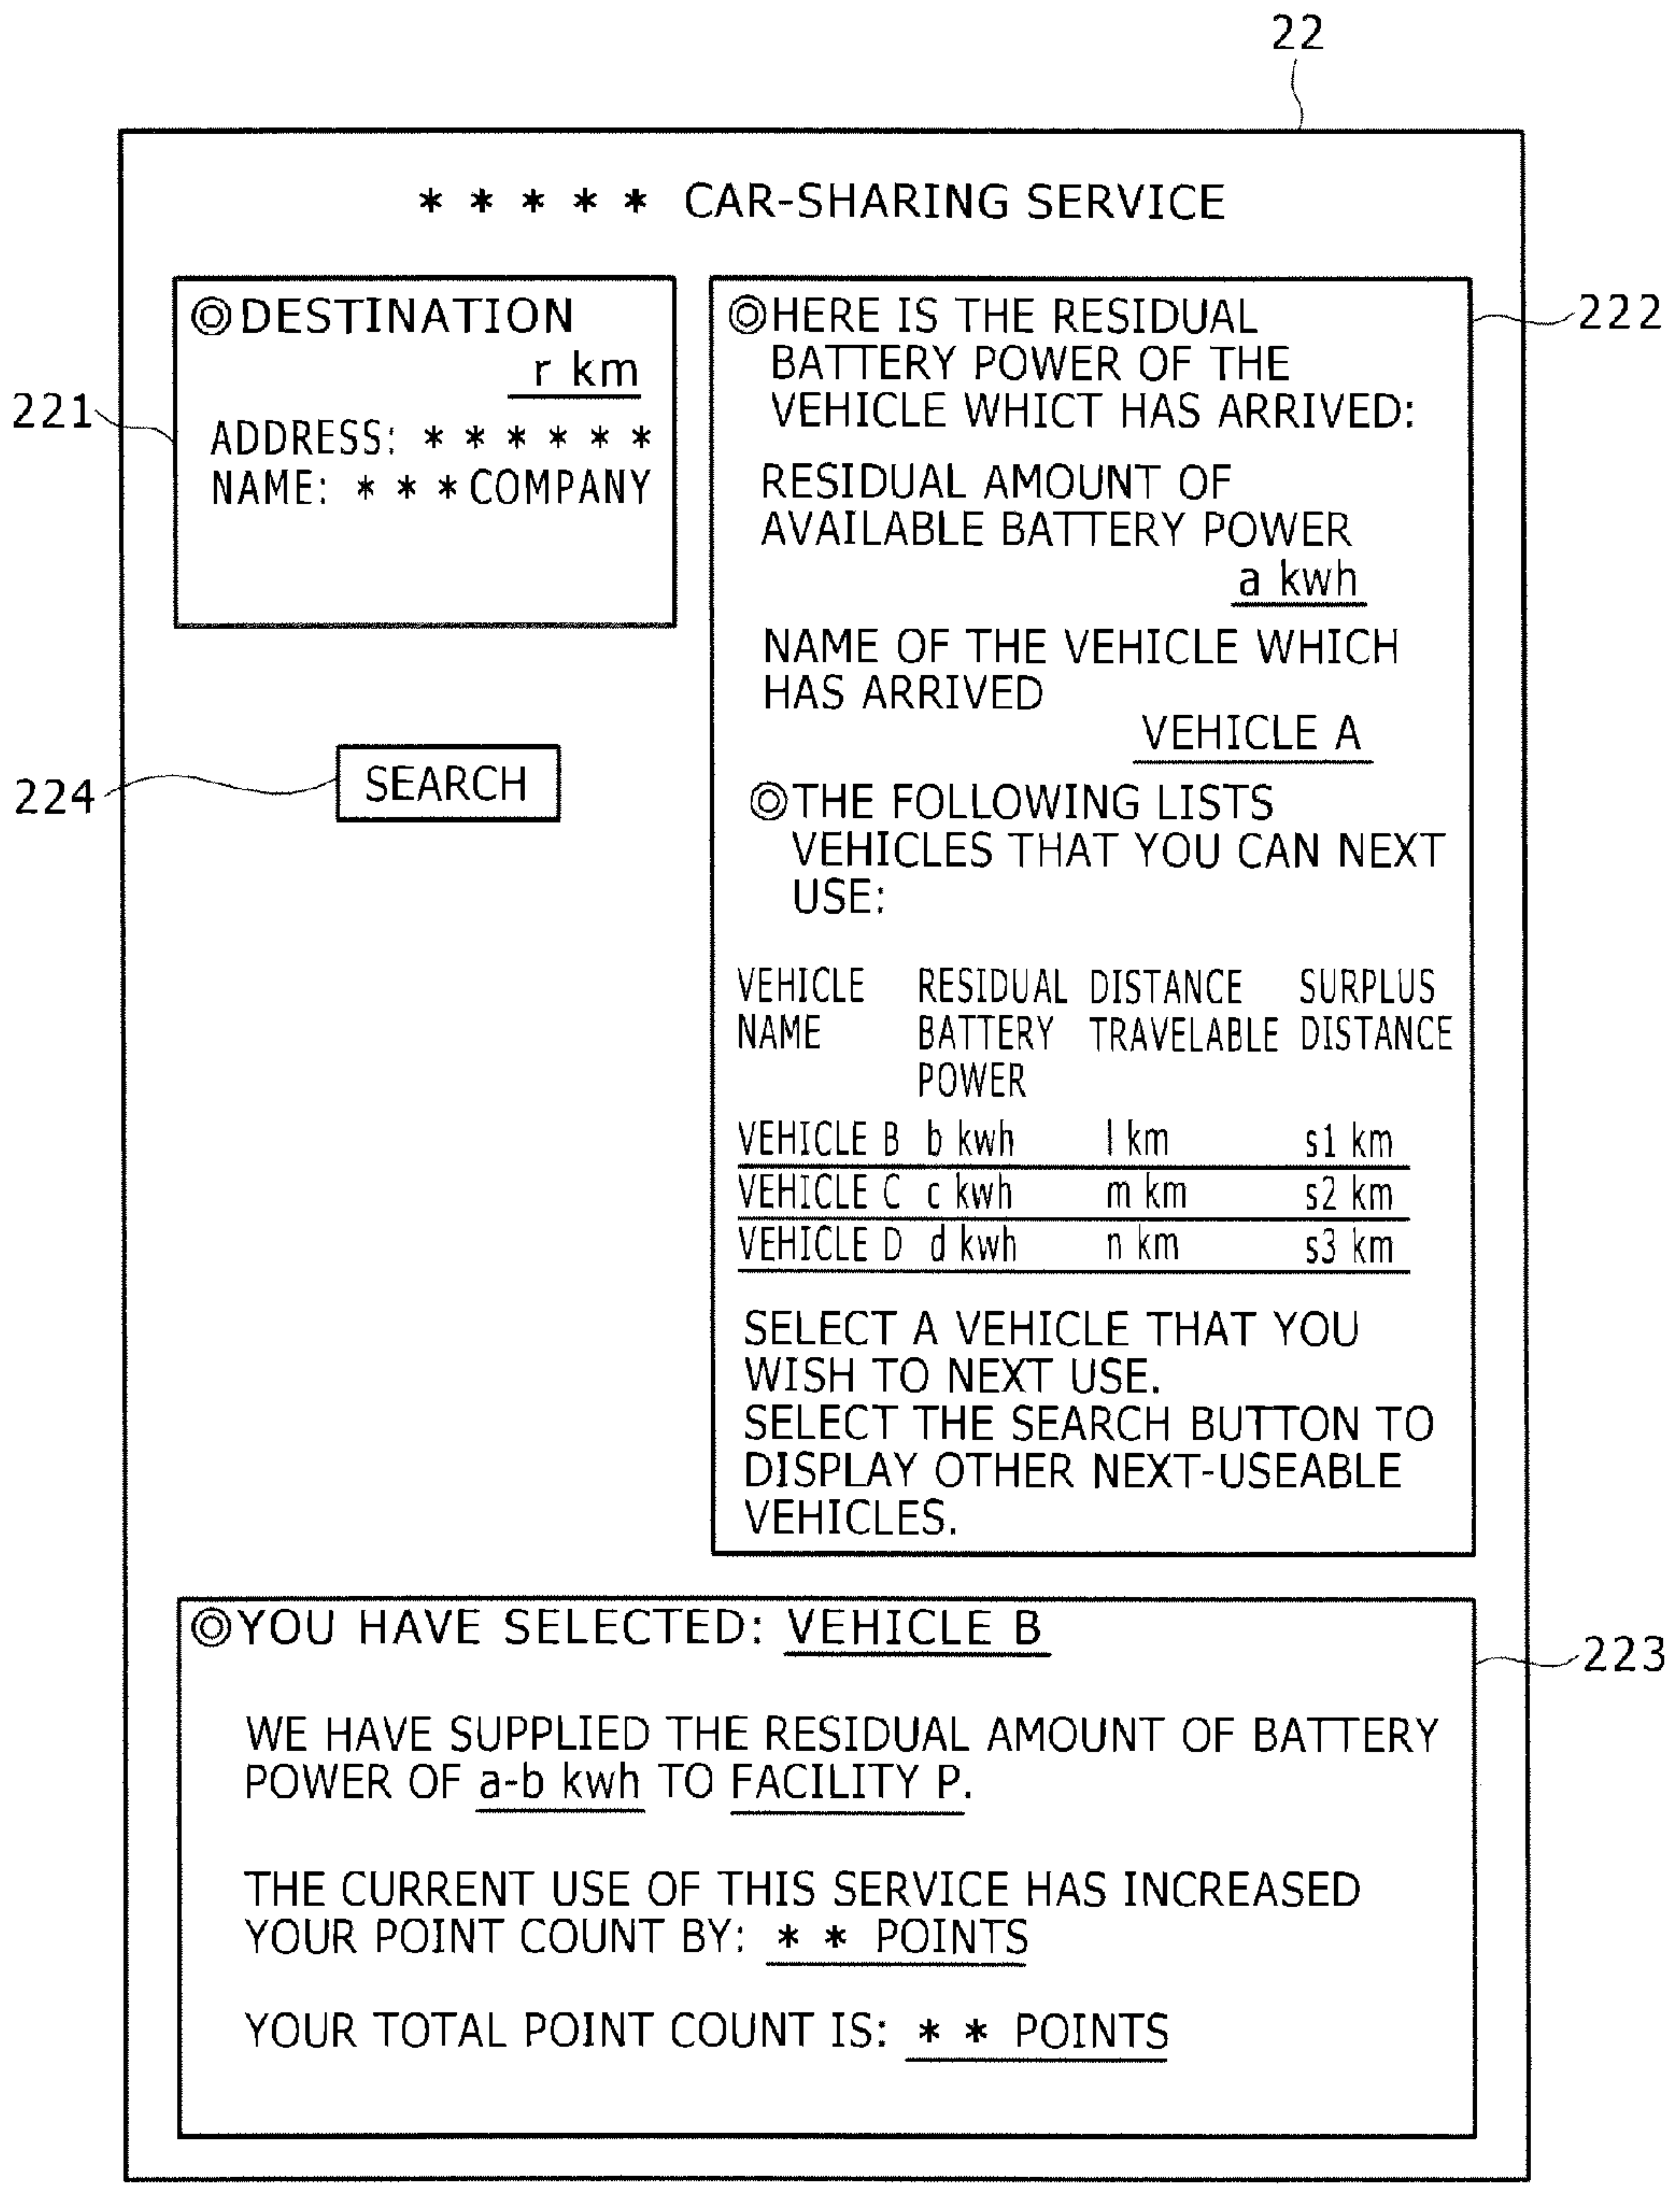 22
* * * * * CAR-SHARING SERVICE
221
◎DESTINATION
r km
ADDRESS: * * * * * *
NAME: * * * COMPANY
224
SEARCH
222
◎HERE IS THE RESIDUAL
BATTERY POWER OF THE
VEHICLE WHICT HAS ARRIVED:
RESIDUAL AMOUNT OF
AVAILABLE BATTERY POWER
a kwh
NAME OF THE VEHICLE WHICH
HAS ARRIVED
VEHICLE A
◎THE FOLLOWING LISTS
VEHICLES THAT YOU CAN NEXT
USE:
VEHICLE RESIDUAL DISTANCE SURPLUS
NAME BATTERY TRAVELABLE DISTANCE
POWER
VEHICLE B b kwh l km s1 km
VEHICLE C c kwh m km s2 km
VEHICLE D d kwh n km s3 km
SELECT A VEHICLE THAT YOU
WISH TO NEXT USE.
SELECT THE SEARCH BUTTON TO
DISPLAY OTHER NEXT-USEABLE
VEHICLES.
223
◎YOU HAVE SELECTED: VEHICLE B
WE HAVE SUPPLIED THE RESIDUAL AMOUNT OF BATTERY
POWER OF a-b kwh TO FACILITY P.
THE CURRENT USE OF THIS SERVICE HAS INCREASED
YOUR POINT COUNT BY: * * POINTS
YOUR TOTAL POINT COUNT IS: * * POINTS